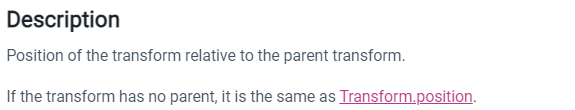 Description
Position of the transform relative to the parent transform.
If the transform has no parent, it is the same as Transform.position.